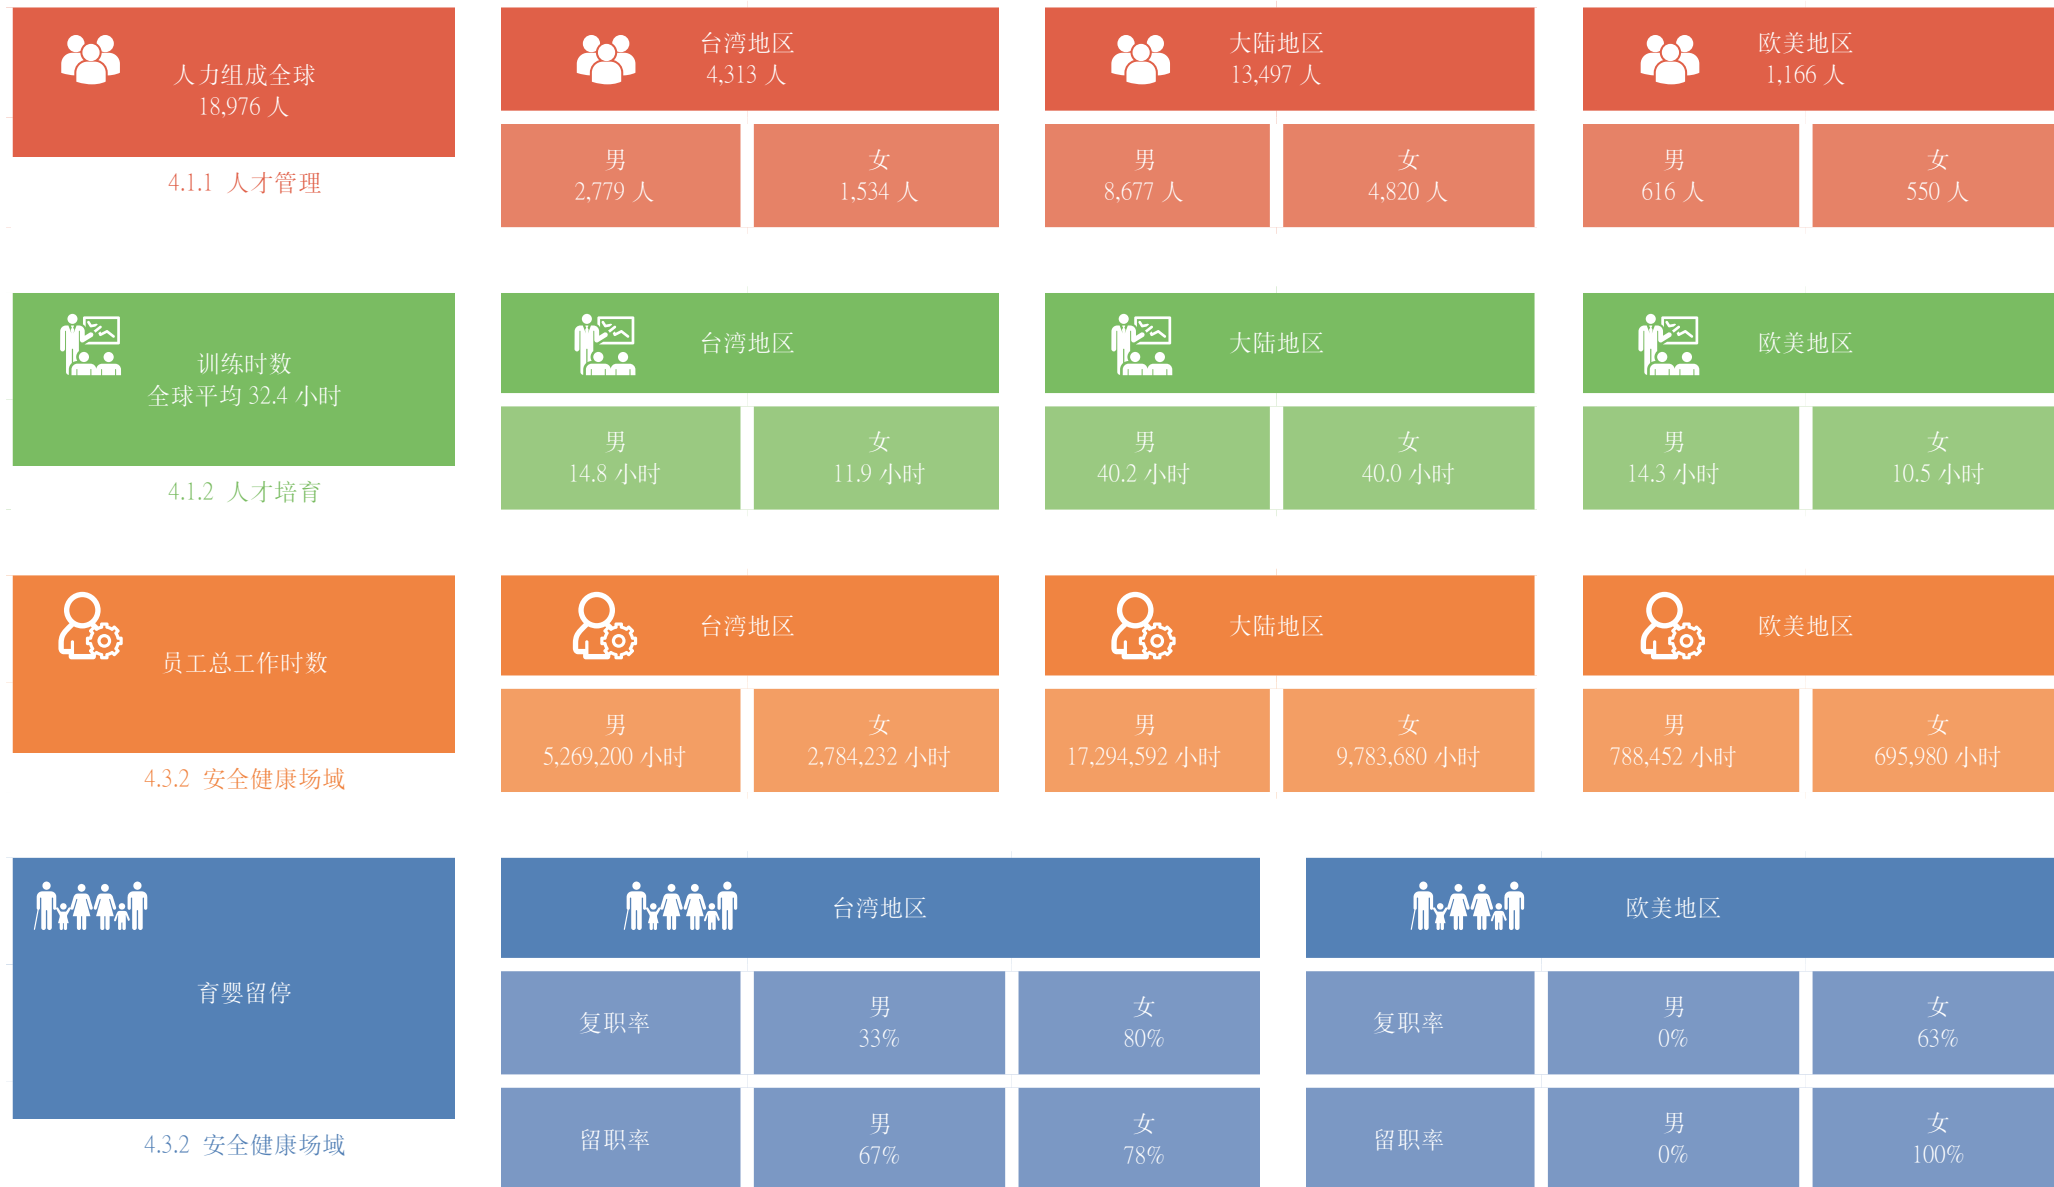 人力组成全球
18,976 人
4.1.1 人才管理
台湾地区
4,313 人
男
2,779 人
女
1,534 人
大陆地区
13,497 人
男
8,677 人
女
4,820 人
欧美地区
1,166 人
男
616 人
女
550 人
训练时数
全球平均 32.4 小时
4.1.2 人才培育
台湾地区
男
14.8 小时
女
11.9 小时
大陆地区
男
40.2 小时
女
40.0 小时
欧美地区
男
14.3 小时
女
10.5 小时
员工总工作时数
4.3.2 安全健康场域
台湾地区
男
5,269,200 小时
女
2,784,232 小时
大陆地区
男
17,294,592 小时
女
9,783,680 小时
欧美地区
男
788,452 小时
女
695,980 小时
育婴留停
4.3.2 安全健康场域
台湾地区
复职率
男
33%
女
80%
留职率
男
67%
女
78%
欧美地区
复职率
男
0%
女
63%
留职率
男
0%
女
100%